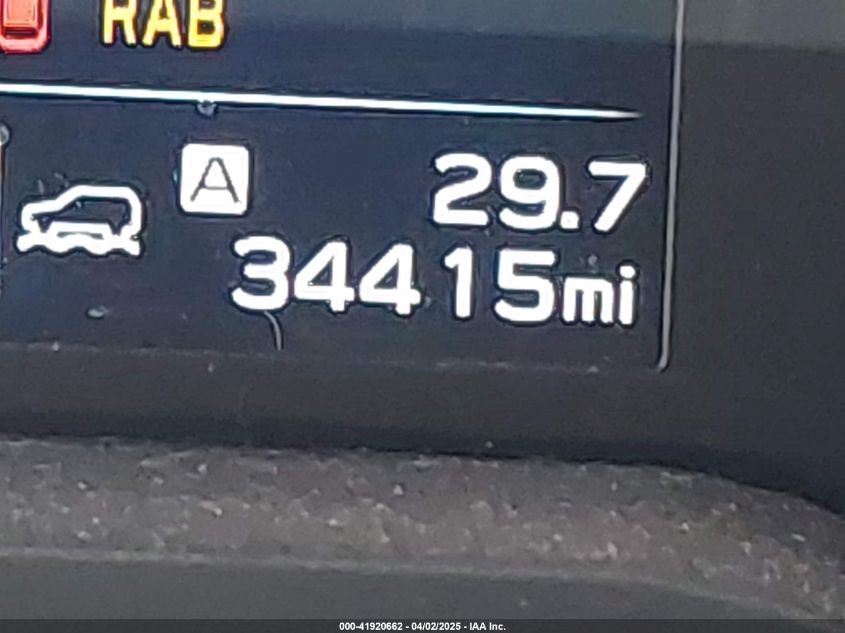 RAB
A 29.7
34415mi
000-41920662 - 04/02/2025 - IAA Inc.